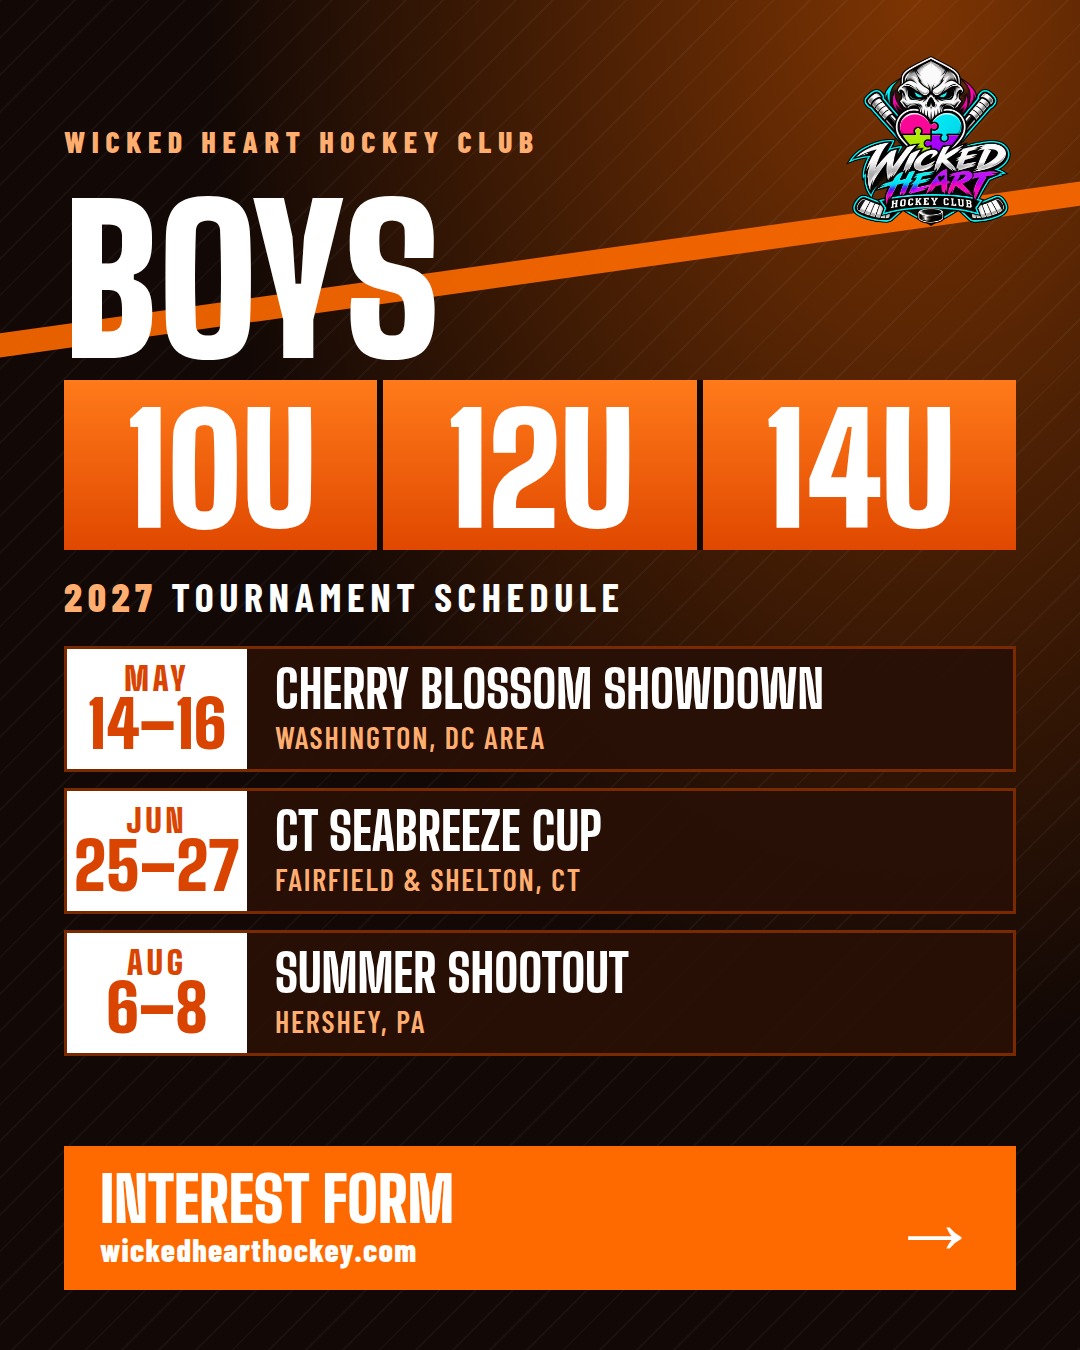 WICKED HEART HOCKEY CLUB
WICKED
HEART
HOCKEY CLUB
BOYS
10U
12U
14U
2027 TOURNAMENT SCHEDULE
MAY
14–16
CHERRY BLOSSOM SHOWDOWN
WASHINGTON, DC AREA
JUN
25–27
CT SEABREEZE CUP
FAIRFIELD & SHELTON, CT
AUG
6–8
SUMMER SHOOTOUT
HERSHEY, PA
INTEREST FORM
wickedhearthockey.com
→